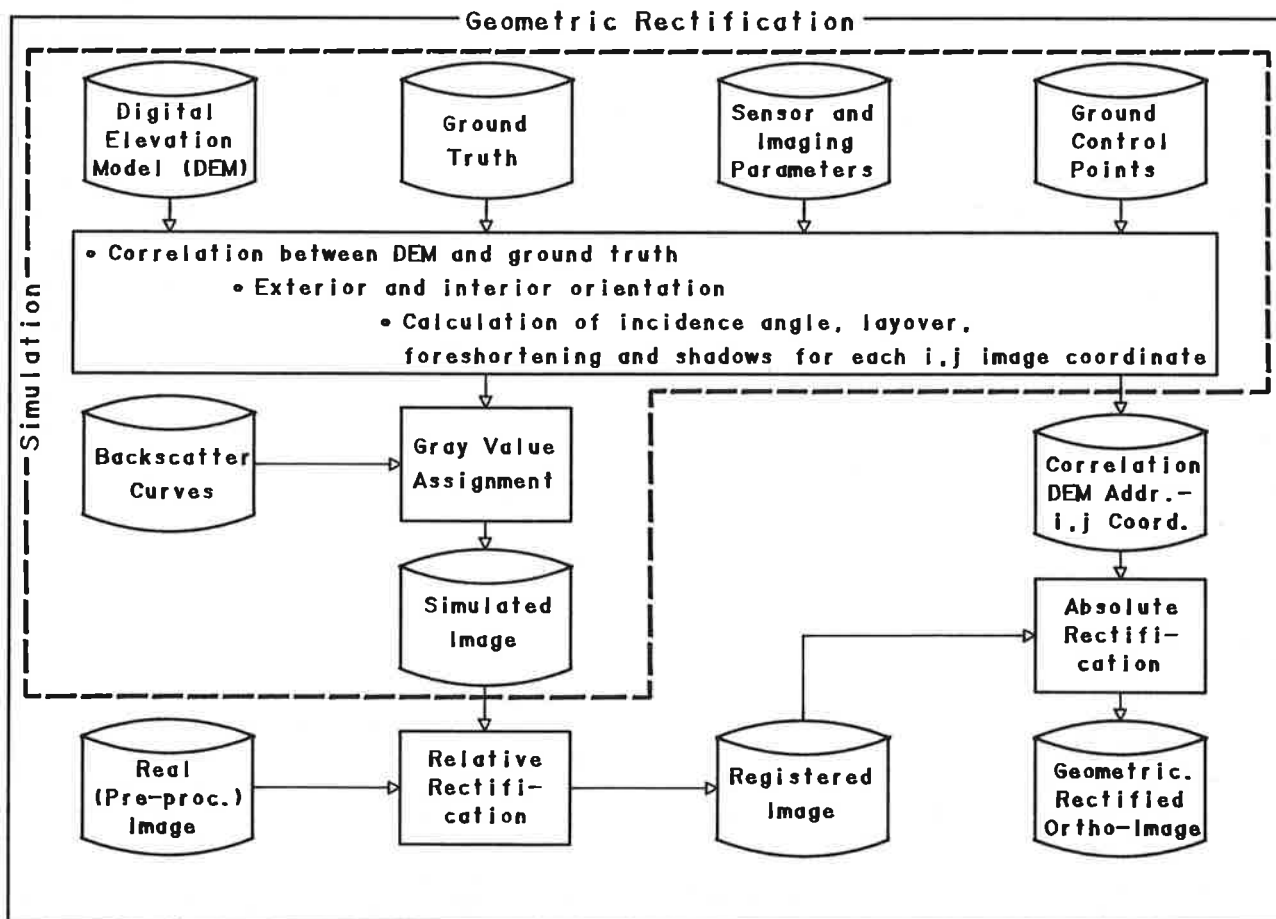 Geometric Rectification
Simulation
Digital
Elevation
Model (DEM)
Ground
Truth
Sensor and
Imaging
Parameters
Ground
Control
Points
• Correlation between DEM and ground truth
• Exterior and interior orientation
• Calculation of incidence angle, layover,
foreshortening and shadows for each i,j image coordinate
Backscatter
Curves
Gray Value
Assignment
Correlation
DEM Addr.-
i,j Coord.
Simulated
Image
Absolute
Rectifi-
cation
Real
(Pre-proc.)
Image
Relative
Rectifi-
cation
Registered
Image
Geometric.
Rectified
Ortho-Image